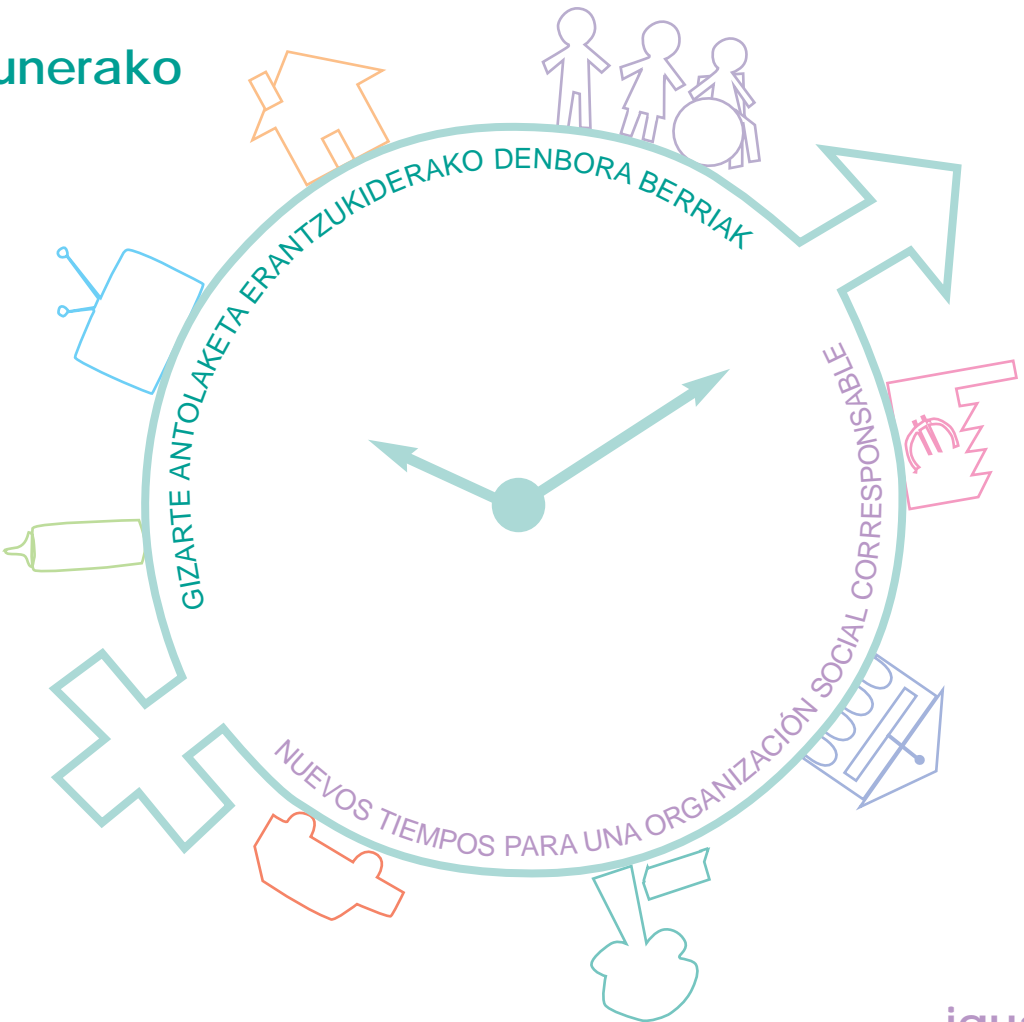 unerako
GIZARTE ANTOLAKETA ERANTZUKIDERAKO DENBORA BERRIAK
NUEVOS TIEMPOS PARA UNA ORGANIZACIÓN SOCIAL CORRESPONSABLE